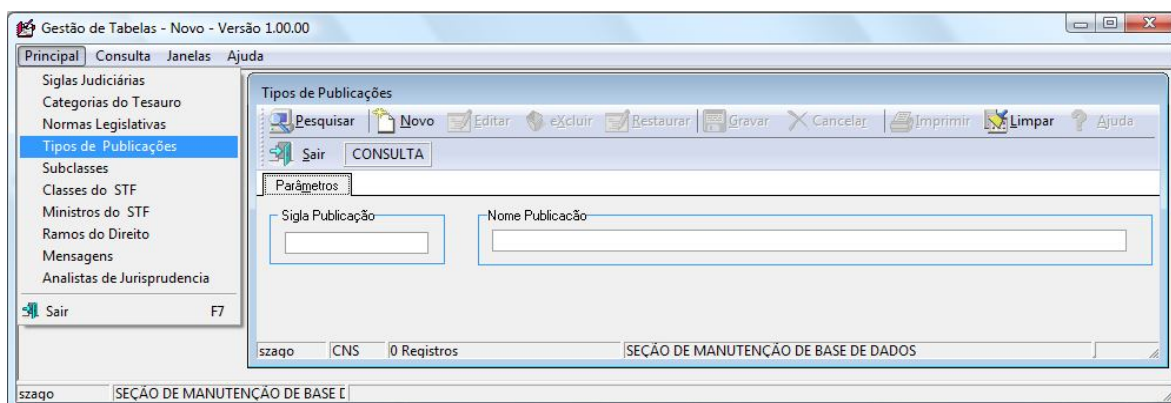 Gestão de Tabelas - Novo - Versão 1.00.00
Principal Consulta Janelas Ajuda
Siglas Judiciárias
Categorias do Tesauro
Normas Legislativas
Tipos de Publicações
Subclasses
Classes do STF
Ministros do STF
Ramos do Direito
Mensagens
Analistas de Jurisprudencia
Sair F7
Tipos de Publicações
Pesquisar Novo Editar eXcluir Restaurar Gravar Cancelar Imprimir Limpar Ajuda
Sair CONSULTA
Parâmetros
Sigla Publicação Nome Publicacão
szago CNS 0 Registros SEÇÃO DE MANUTENÇÃO DE BASE DE DADOS
szago SEÇÃO DE MANUTENÇÃO DE BASE D